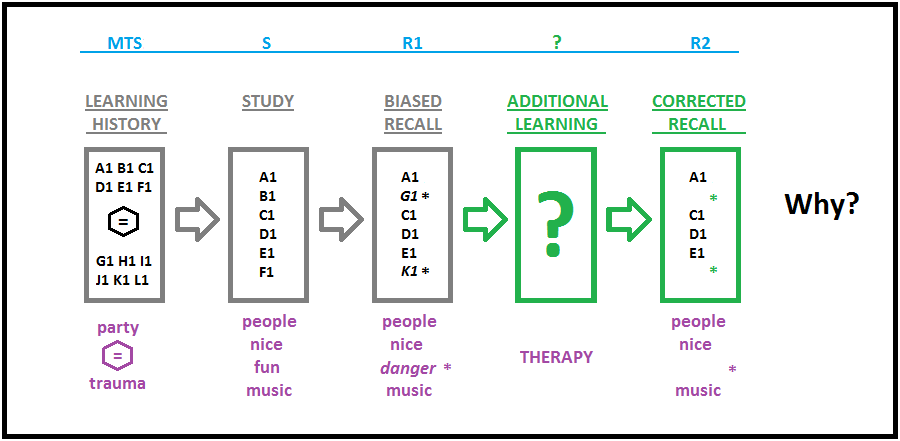 MTS
S
R1
?
R2
LEARNING
HISTORY
STUDY
BIASED
RECALL
ADDITIONAL
LEARNING
CORRECTED
RECALL
A1 B1 C1
D1 E1 F1
=
G1 H1 I1
J1 K1 L1
A1
B1
C1
D1
E1
F1
A1
G1 *
C1
D1
E1
K1 *
?
A1
*
C1
D1
E1
*
Why?
party
=
trauma
people
nice
fun
music
people
nice
danger *
music
THERAPY
people
nice
*
music